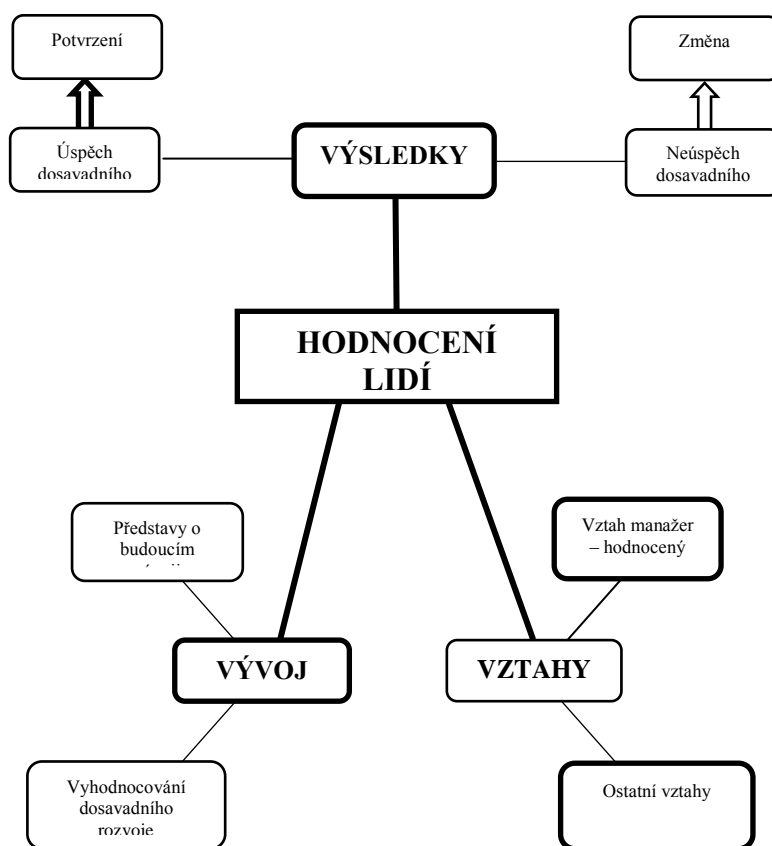 Potvrzení
Změna
Úspěch
dosavadního
VÝSLEDKY
Neúspěch
dosavadního
HODNOCENÍ
LIDÍ
Představy o
budoucím
Vztah manažer
– hodnocený
VÝVOJ
VZTAHY
Vyhodnocování
dosavadního
rozvoje
Ostatní vztahy